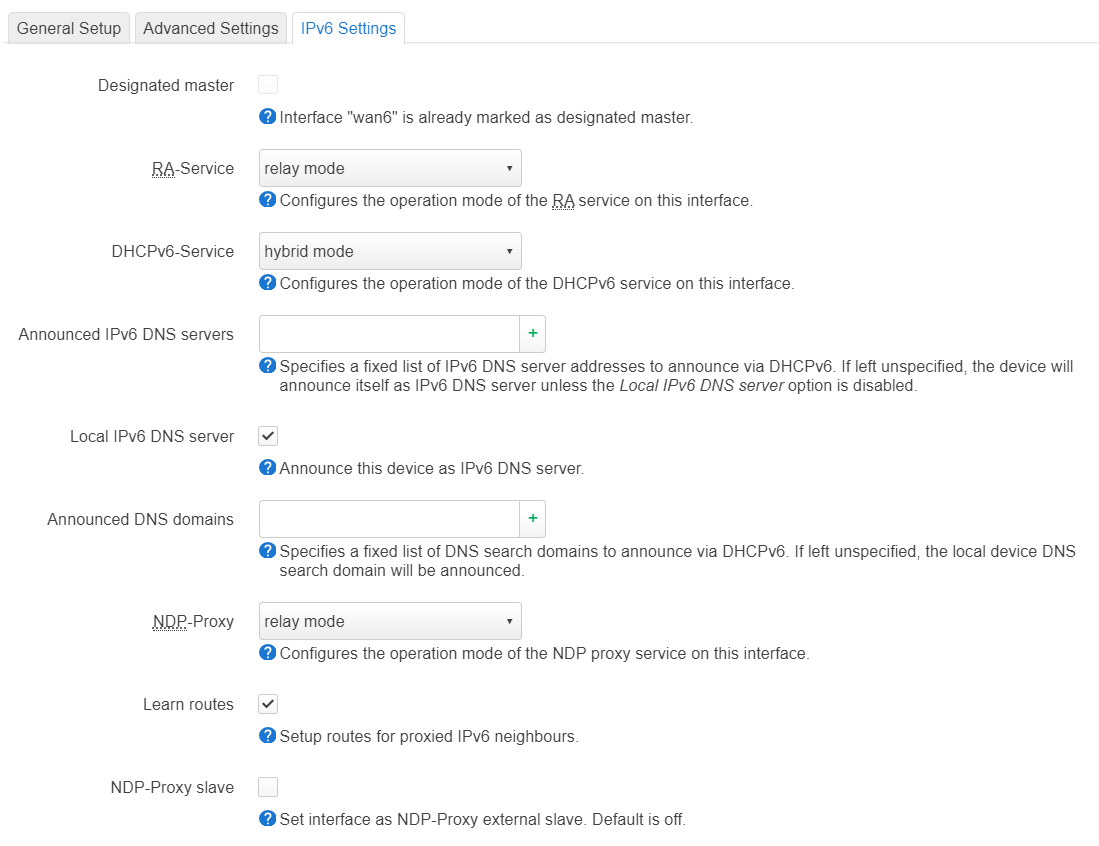 General Setup Advanced Settings IPv6 Settings
Designated master
Interface "wan6" is already marked as designated master.
RA-Service relay mode
Configures the operation mode of the RA service on this interface.
DHCPv6-Service hybrid mode
Configures the operation mode of the DHCPv6 service on this interface.
Announced IPv6 DNS servers +
Specifies a fixed list of IPv6 DNS server addresses to announce via DHCPv6. If left unspecified, the device will
announce itself as IPv6 DNS server unless the Local IPv6 DNS server option is disabled.
Local IPv6 DNS server
Announce this device as IPv6 DNS server.
Announced DNS domains +
Specifies a fixed list of DNS search domains to announce via DHCPv6. If left unspecified, the local device DNS
search domain will be announced.
NDP-Proxy relay mode
Configures the operation mode of the NDP proxy service on this interface.
Learn routes
Setup routes for proxied IPv6 neighbours.
NDP-Proxy slave
Set interface as NDP-Proxy external slave. Default is off.